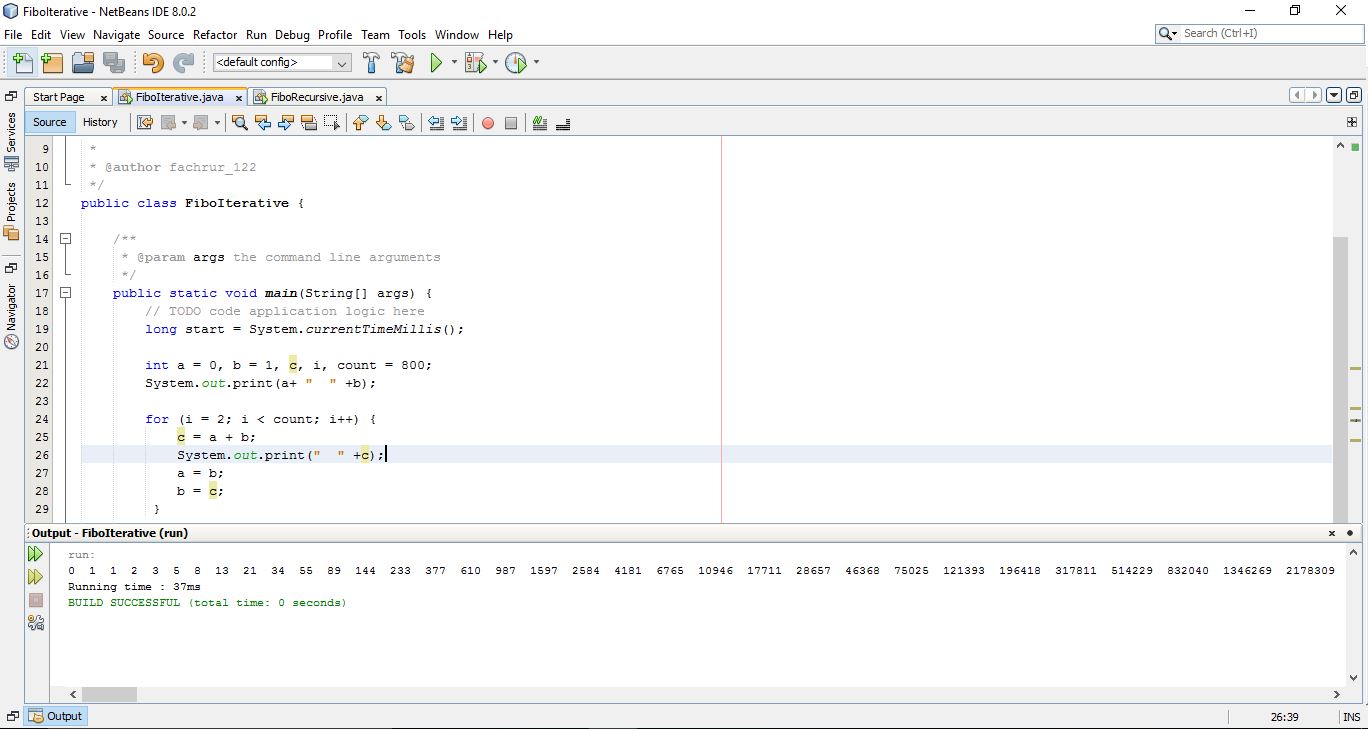 FiboIterative - NetBeans IDE 8.0.2
File Edit View Navigate Source Refactor Run Debug Profile Team Tools Window Help
Search (Ctrl+I)
<default config>
Start Page x FiboIterative.java x FiboRecursive.java x
Source History
Services
Projects
Navigator
9 *
10 * @author fachrur_122
11 */
12 public class FiboIterative {
13
14 /**
15 * @param args the command line arguments
16 */
17 public static void main(String[] args) {
18 // TODO code application logic here
19 long start = System.currentTimeMillis();
20
21 int a = 0, b = 1, c, i, count = 800;
22 System.out.print(a+ "  " +b);
23
24 for (i = 2; i < count; i++) {
25 c = a + b;
26 System.out.print("  " +c);
27 a = b;
28 b = c;
29 }
Output - FiboIterative (run)
run:
0 1 1 2 3 5 8 13 21 34 55 89 144 233 377 610 987 1597 2584 4181 6765 10946 17711 28657 46368 75025 121393 196418 317811 514229 832040 1346269 2178309
Running time : 37ms
BUILD SUCCESSFUL (total time: 0 seconds)
Output
26:39 INS